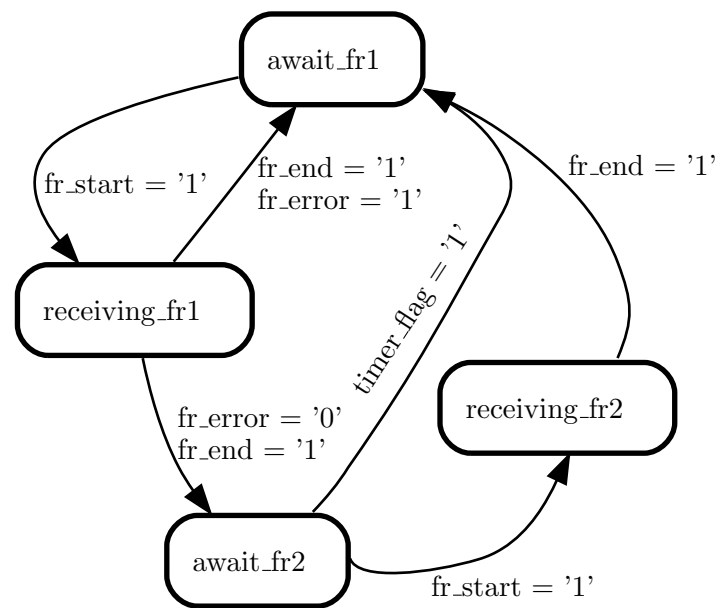 await_fr1
fr_end = '1'
fr_end = '1'
fr_start = '1'
fr_error = '1'
timer_flag = '1'
receiving_fr1
receiving_fr2
fr_error = '0'
fr_end = '1'
await_fr2
fr_start = '1'